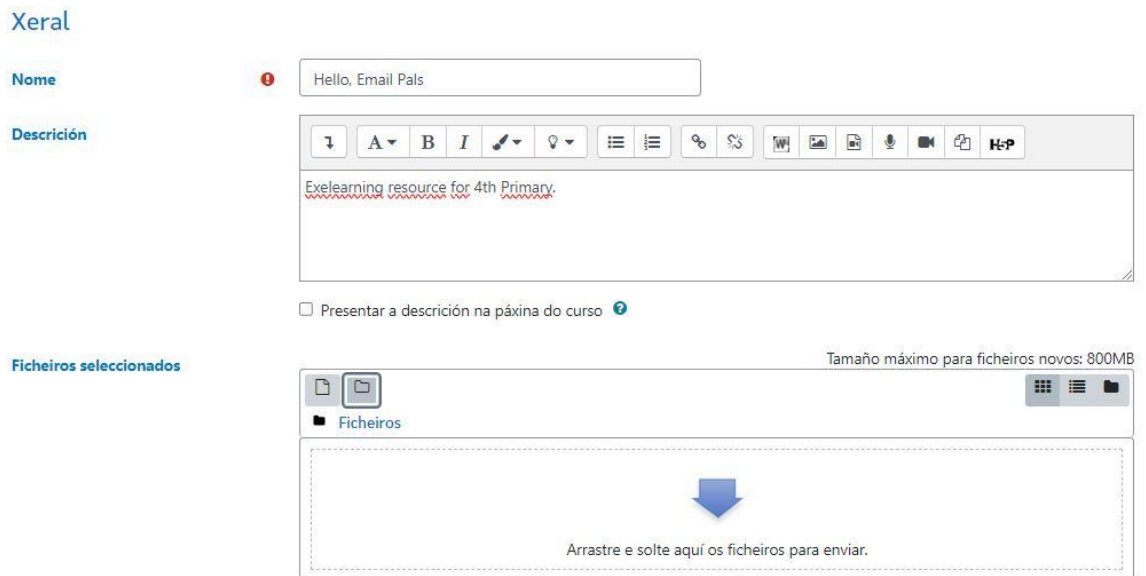 Xeral
Nome
Hello, Email Pals
Descrición
A B I H5P
Exelearning resource for 4th Primary.
Presentar a descrición na páxina do curso
Ficheiros seleccionados
Tamaño máximo para ficheiros novos: 800MB
Ficheiros
Arrastre e solte aquí os ficheiros para enviar.